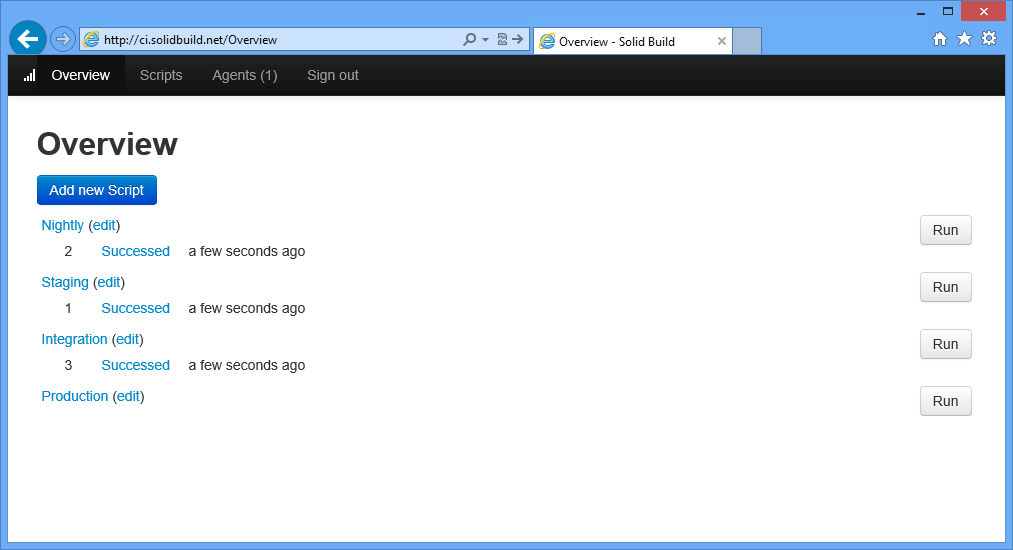 http://ci.solidbuild.net/Overview
Overview - Solid Build
Overview Scripts Agents (1) Sign out
Overview
Add new Script
Nightly (edit) Run
2 Successed a few seconds ago
Staging (edit) Run
1 Successed a few seconds ago
Integration (edit) Run
3 Successed a few seconds ago
Production (edit) Run